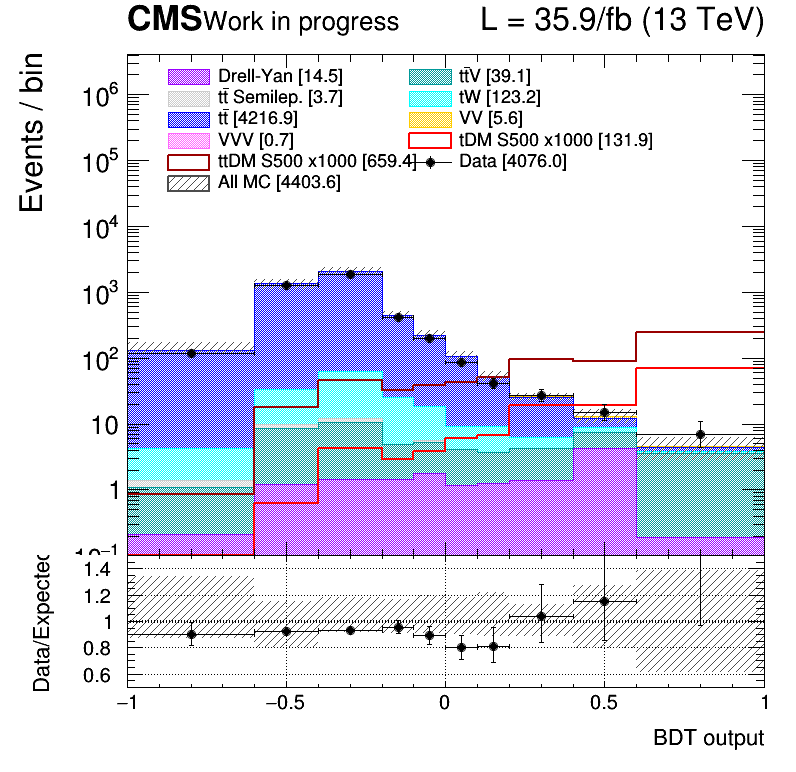 CMS Work in progress L = 35.9/fb (13 TeV)
Events / bin
Drell-Yan [14.5] tt̄V [39.1]
tt̄ Semilep. [3.7] tW [123.2]
tt̄ [4216.9] VV [5.6]
VVV [0.7] tDM S500 x1000 [131.9]
ttDM S500 x1000 [659.4] Data [4076.0]
All MC [4403.6]
10⁶
10⁵
10⁴
10³
10²
10
1
10⁻¹
Data/Expected
1.4
1.2
1
0.8
0.6
−1 −0.5 0 0.5 1
BDT output